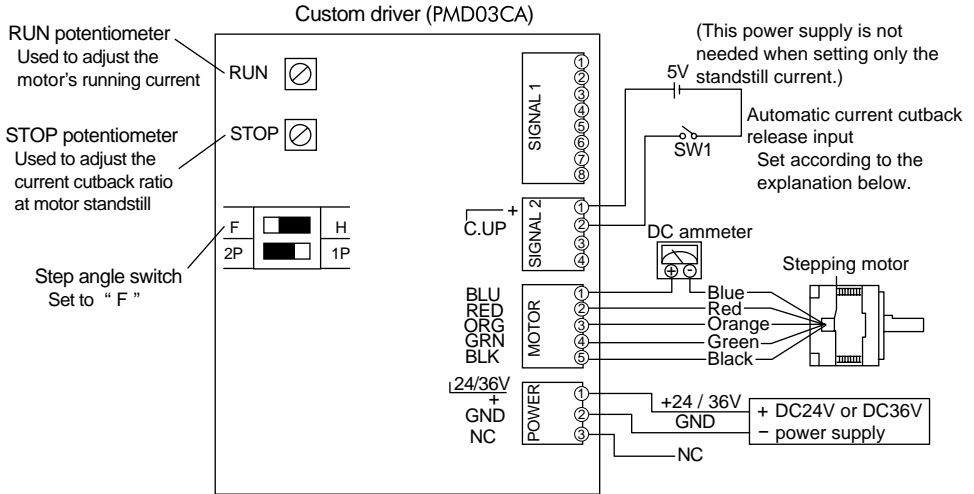 Custom driver (PMD03CA)
RUN potentiometer
Used to adjust the
motor's running current
RUN
STOP potentiometer
Used to adjust the
current cutback ratio
at motor standstill
STOP
F
H
2P
1P
Step angle switch
Set to “ F ”
SIGNAL 1
①
②
③
④
⑤
⑥
⑦
⑧
(This power supply is not
needed when setting only the
standstill current.)
5V
SW1
Automatic current cutback
release input
Set according to the
explanation below.
C.UP
+
SIGNAL 2
①
②
③
④
DC ammeter
+ -
Stepping motor
BLU
RED
ORG
GRN
BLK
MOTOR
①
②
③
④
⑤
Blue
Red
Orange
Green
Black
24/36V
+
GND
NC
POWER
①
②
③
+24 / 36V
GND
NC
+ DC24V or DC36V
− power supply